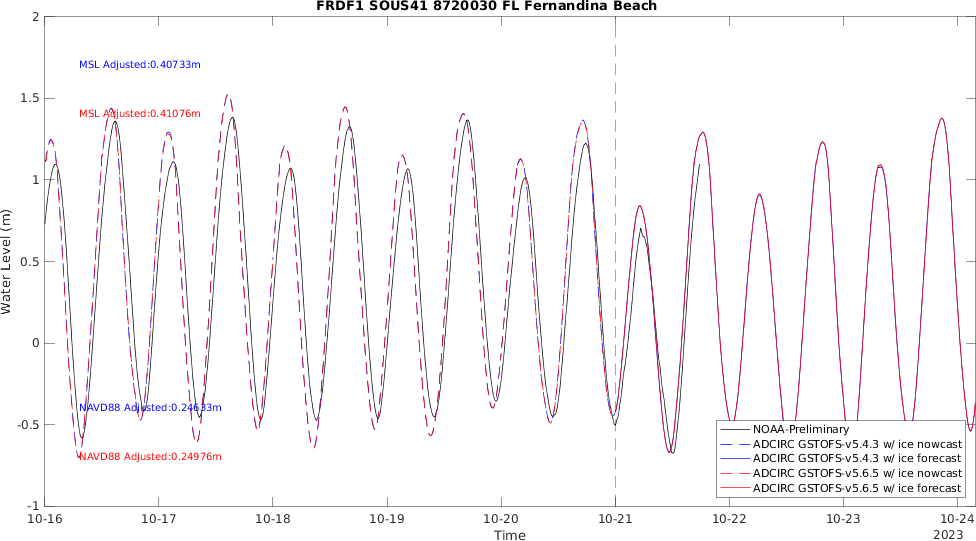 FRDF1 SOUS41 8720030 FL Fernandina Beach
2
MSL Adjusted:0.40733m
1.5
MSL Adjusted:0.41076m
1
0.5
Water Level (m)
0
NAVD88 Adjusted:0.24633m
-0.5
NAVD88 Adjusted:0.24976m
-1
NOAA-Preliminary
ADCIRC GSTOFS-v5.4.3 w/ ice nowcast
ADCIRC GSTOFS-v5.4.3 w/ ice forecast
ADCIRC GSTOFS-v5.6.5 w/ ice nowcast
ADCIRC GSTOFS-v5.6.5 w/ ice forecast
10-16 10-17 10-18 10-19 10-20 10-21 10-22 10-23 10-24
Time
2023